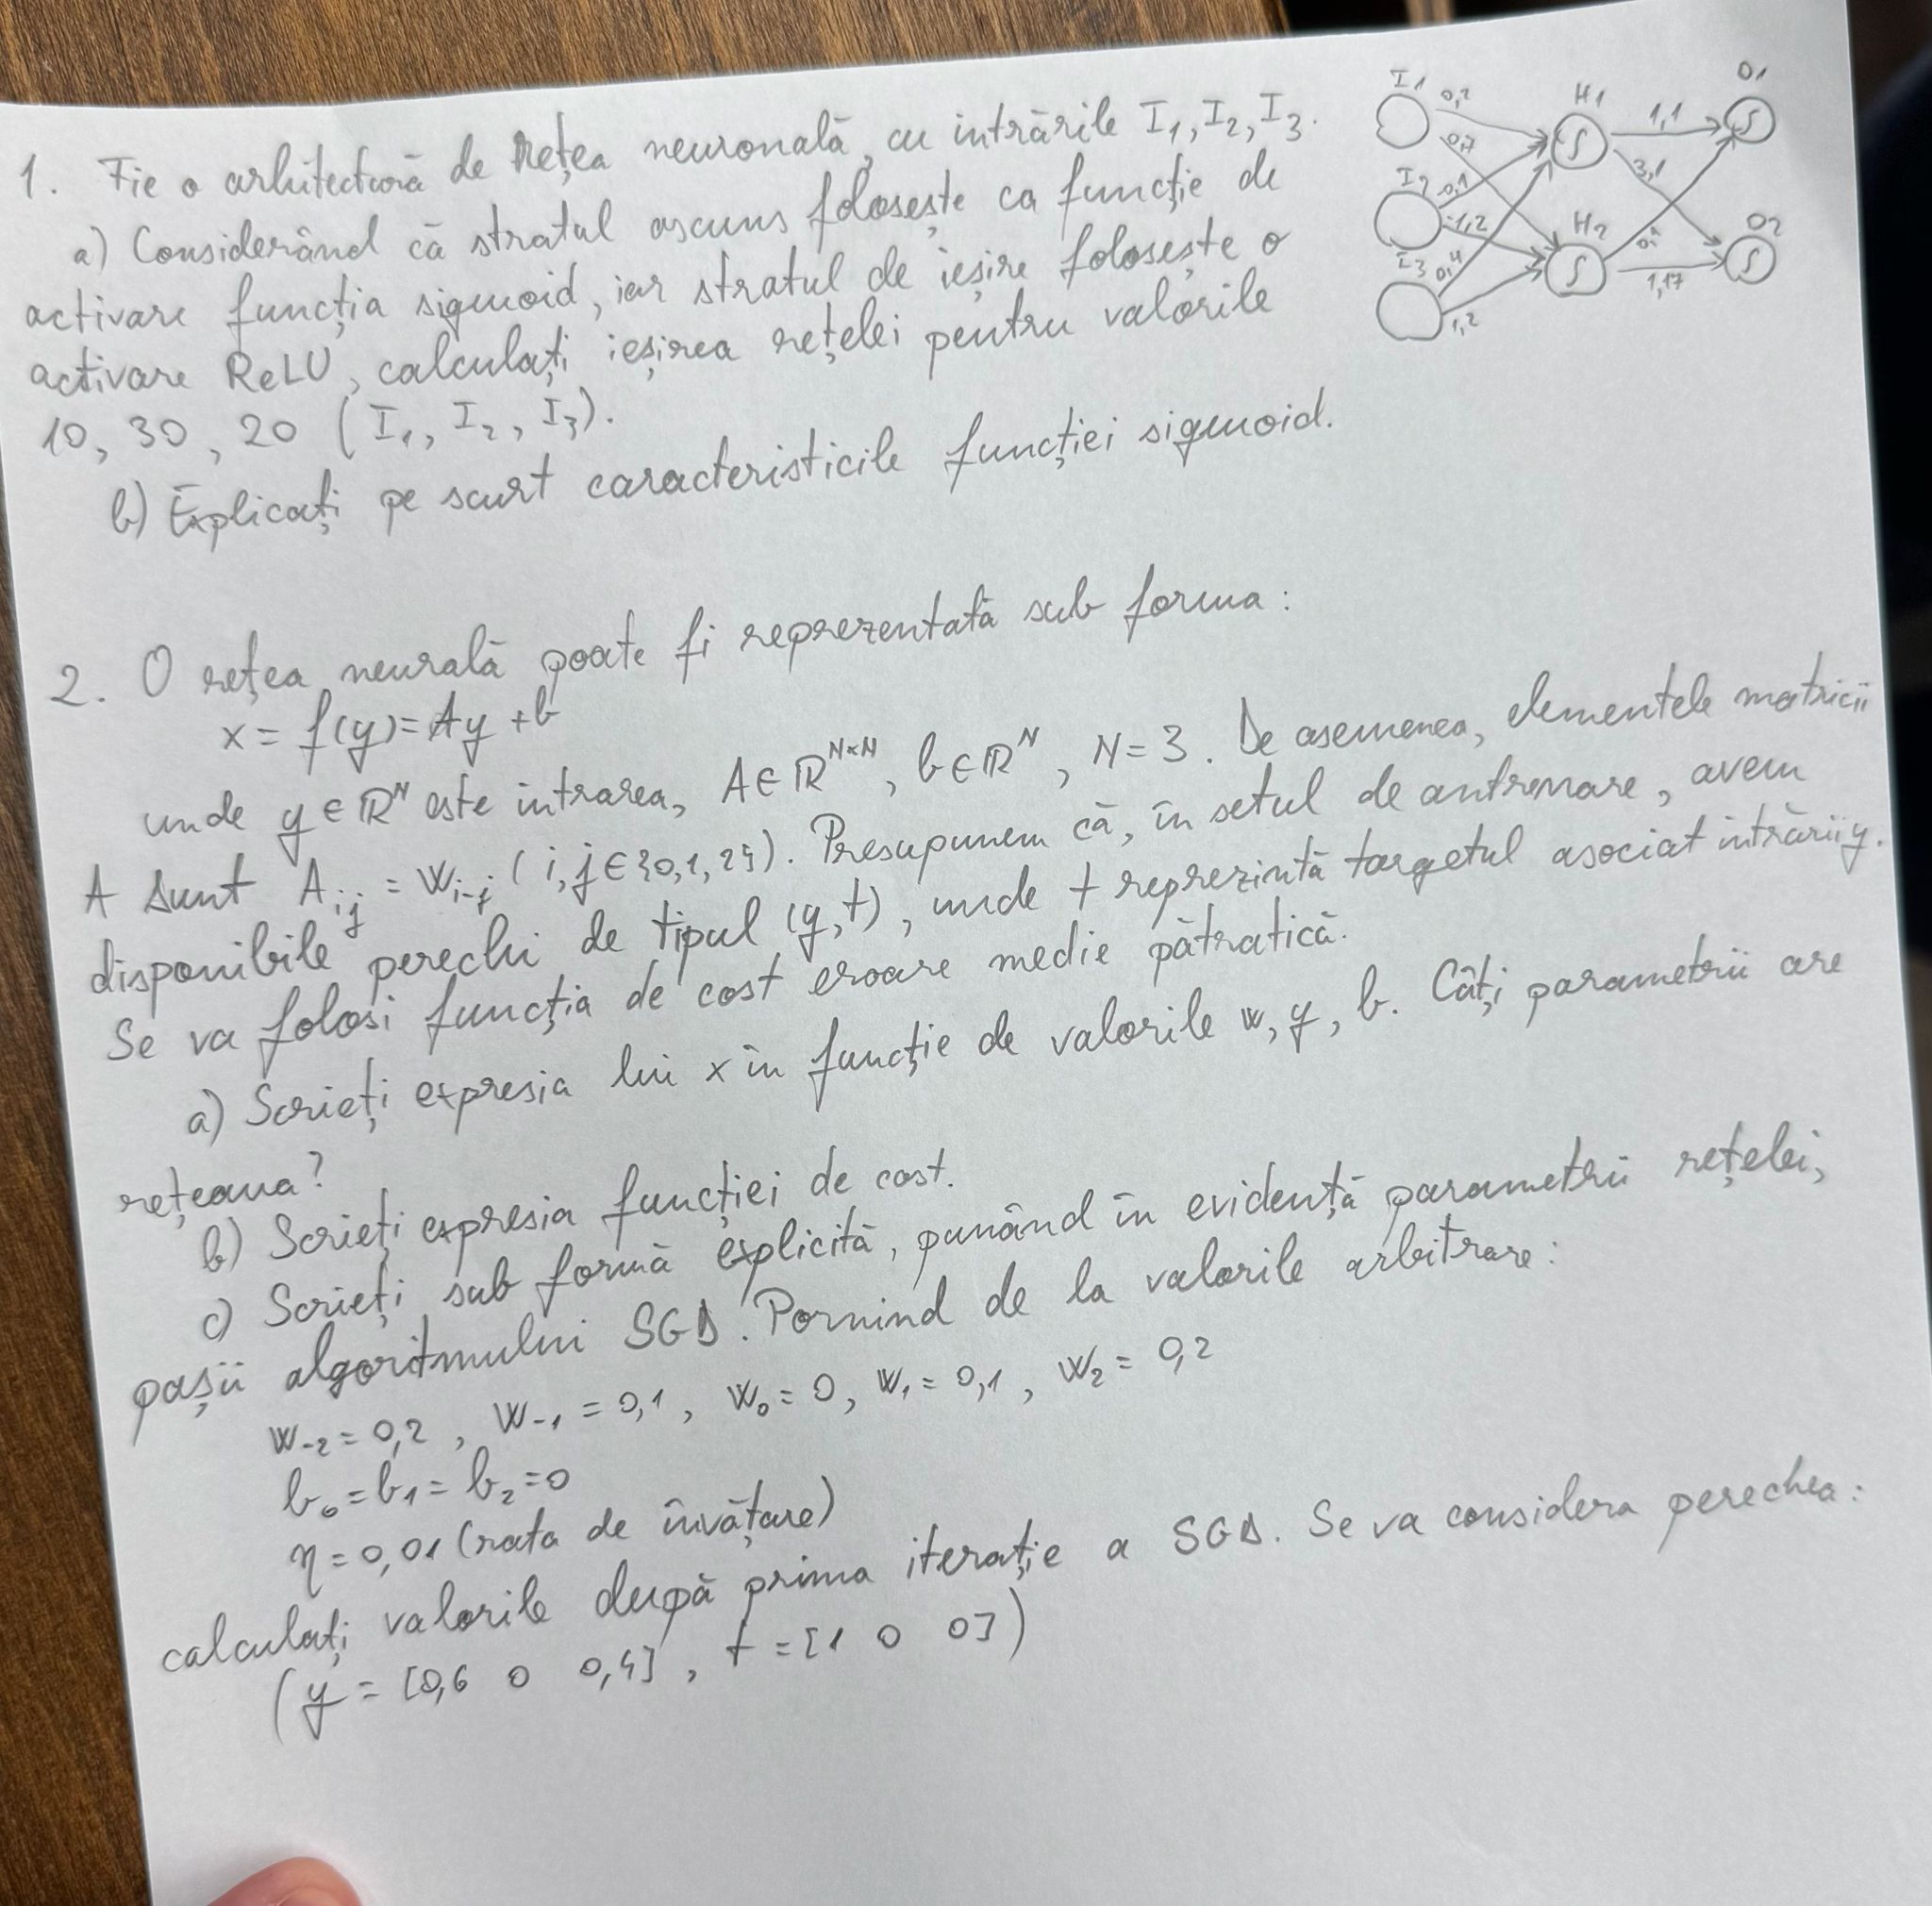 1. Fie o arhitectură de rețea neuronală, cu intrările I1, I2, I3.
a) Considerând că stratul ascuns folosește ca funcție de
activare funcția sigmoid, iar stratul de ieșire folosește o
activare ReLU, calculați ieșirea rețelei pentru valorile
10, 30, 20 (I1, I2, I3).
b) Explicați pe scurt caracteristicile funcției sigmoid.
I1 0,2 H1 1,1 O1
0,7 3,1
I2 0,1
-1,2 H2 0,1 O2
I3 0,4
1,2 1,17
2. O rețea neurală poate fi reprezentată sub forma:
x = f(y) = Ay + b
unde y ∈ ℝ^N este intrarea, A ∈ ℝ^N×N, b ∈ ℝ^N, N = 3. De asemenea, elementele matricii
A sunt A_ij = W_i-j (i, j ∈ {0,1,2}). Presupunem că, în setul de antrenare, avem
disponibile perechi de tipul (y, t), unde t reprezintă targetul asociat intrării y.
Se va folosi funcția de cost eroare medie pătratică.
a) Scrieți expresia lui x în funcție de valorile w, y, b. Câți parametrii are
rețeaua?
b) Scrieți expresia funcției de cost.
c) Scrieți sub formă explicită, punând în evidență parametrii rețelei,
pașii algoritmului SGD. Pornind de la valorile arbitrare:
W-2 = 0,2, W-1 = 0,1, W0 = 0, W1 = 0,1, W2 = 0,2
b0 = b1 = b2 = 0
η = 0,01 (rata de învățare)
calculați valorile după prima iterație a SGD. Se va considera perechea:
(y = [0,6 0 0,4], t = [1 0 0])